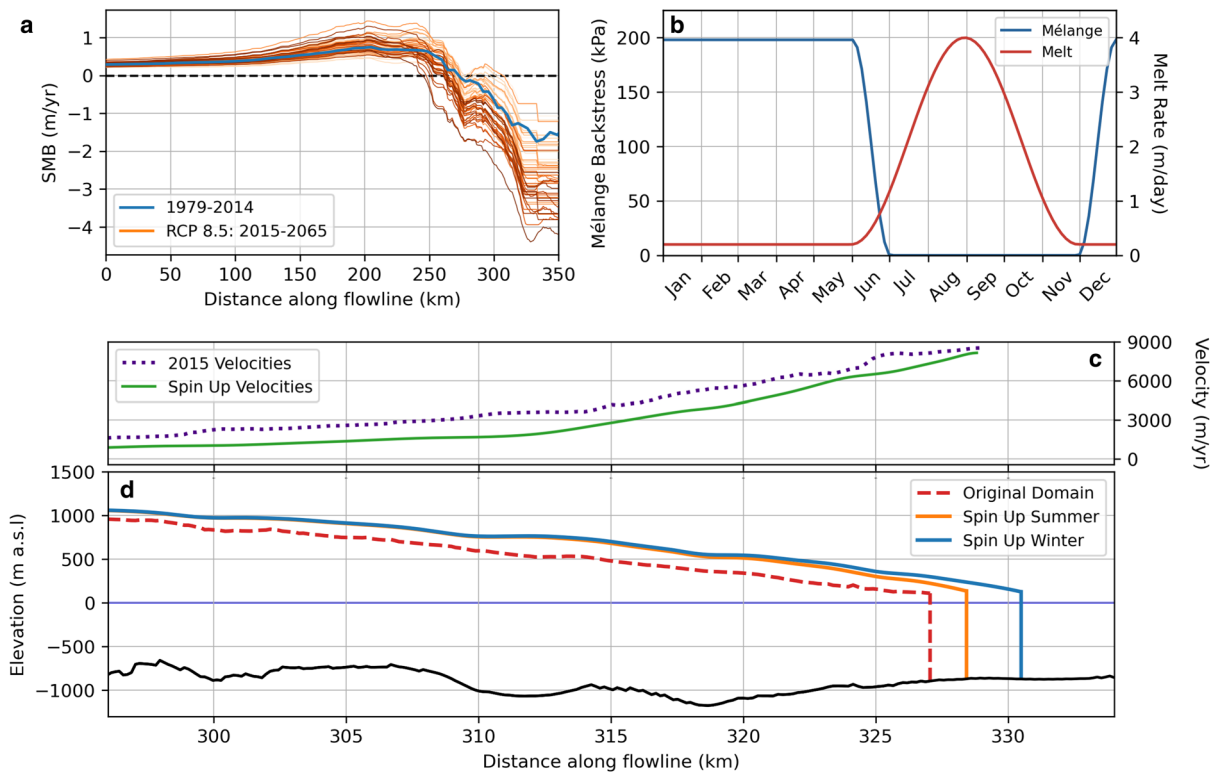 a
1
0
−1
−2
−3
−4
SMB (m/yr)
1979-2014
RCP 8.5: 2015-2065
0 50 100 150 200 250 300 350
Distance along flowline (km)
b
200
150
100
50
0
Mélange Backstress (kPa)
Mélange
Melt
4
3
2
1
0
Melt Rate (m/day)
Jan Feb Mar Apr May Jun Jul Aug Sep Oct Nov Dec
2015 Velocities
Spin Up Velocities
c
9000
6000
3000
0
Velocity (m/yr)
d
1500
1000
500
0
−500
−1000
Elevation (m a.s.l)
Original Domain
Spin Up Summer
Spin Up Winter
300 305 310 315 320 325 330
Distance along flowline (km)